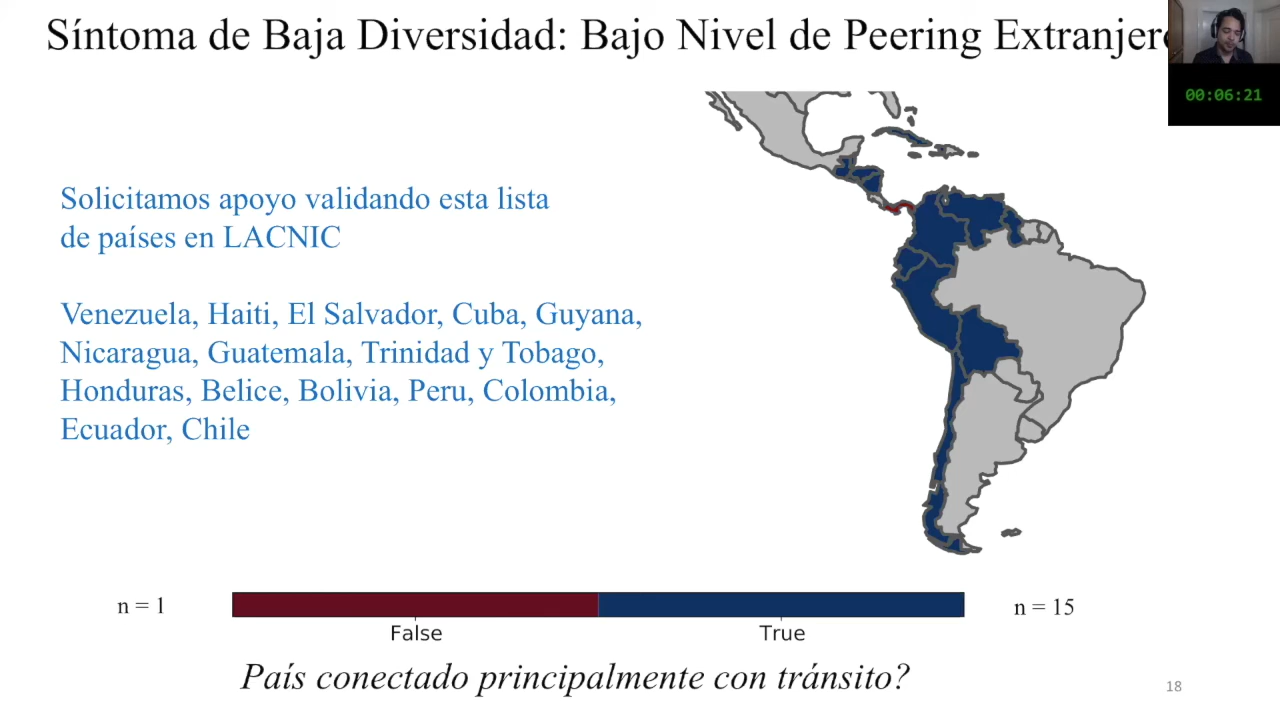 Síntoma de Baja Diversidad: Bajo Nivel de Peering Extranjero
00:06:21
Solicitamos apoyo validando esta lista
de países en LACNIC
Venezuela, Haiti, El Salvador, Cuba, Guyana,
Nicaragua, Guatemala, Trinidad y Tobago,
Honduras, Belice, Bolivia, Peru, Colombia,
Ecuador, Chile
n = 1
n = 15
False
True
País conectado principalmente con tránsito?
18